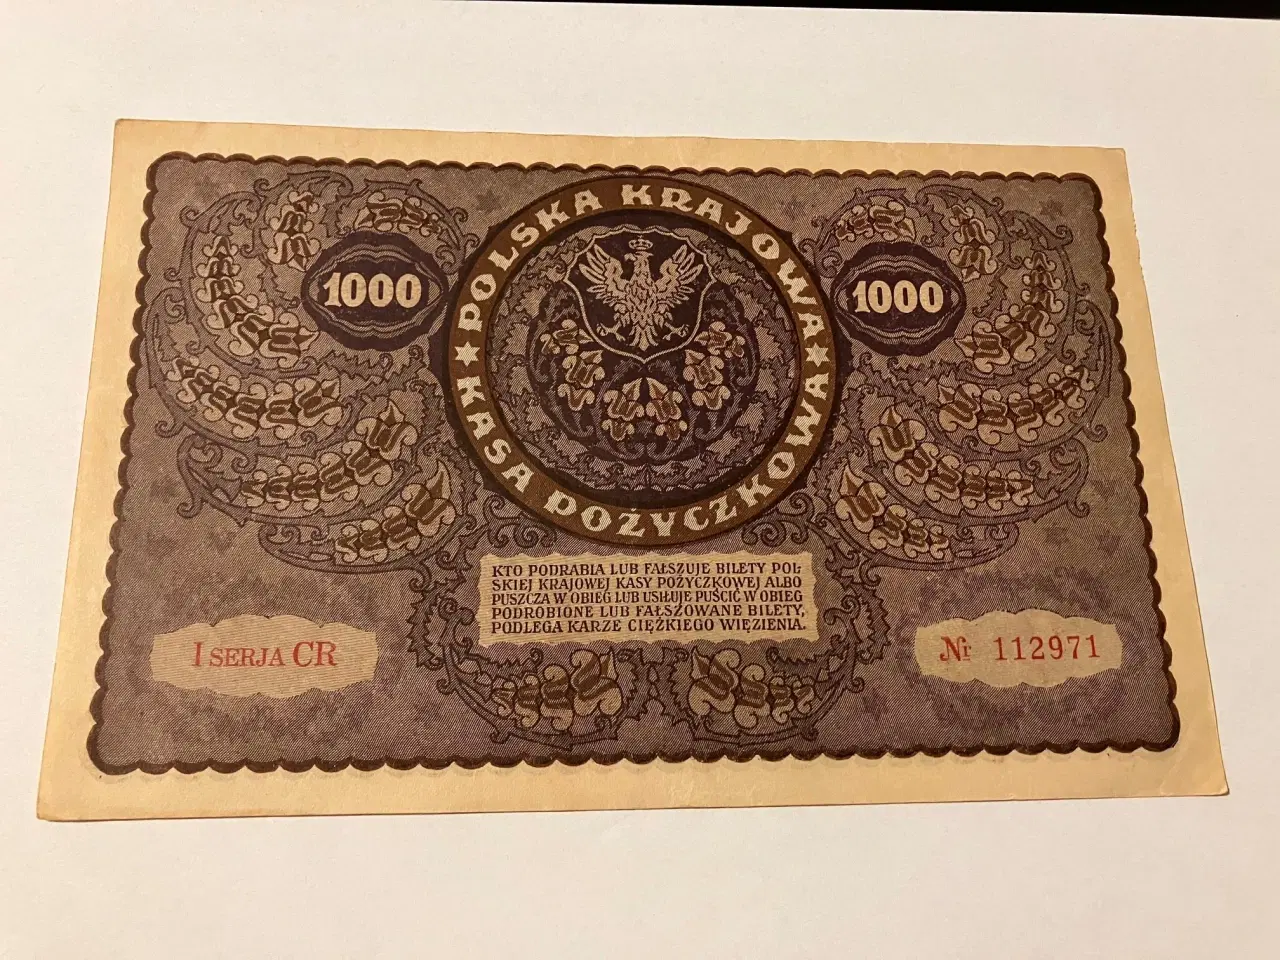 POLSKA KRAJOWA
★ KASA POŻYCZKOWA ★
1000
1000
KTO PODRABIA LUB FAŁSZUJE BILETY POL-
SKIEJ KRAJOWEJ KASY POŻYCZKOWEJ ALBO
PUSZCZA W OBIEG LUB USIŁUJE PUŚCIĆ W OBIEG
PODROBIONE LUB FAŁSZOWANE BILETY,
PODLEGA KARZE CIĘŻKIEGO WIĘZIENIA.
I SERJA CR
Nr 112971